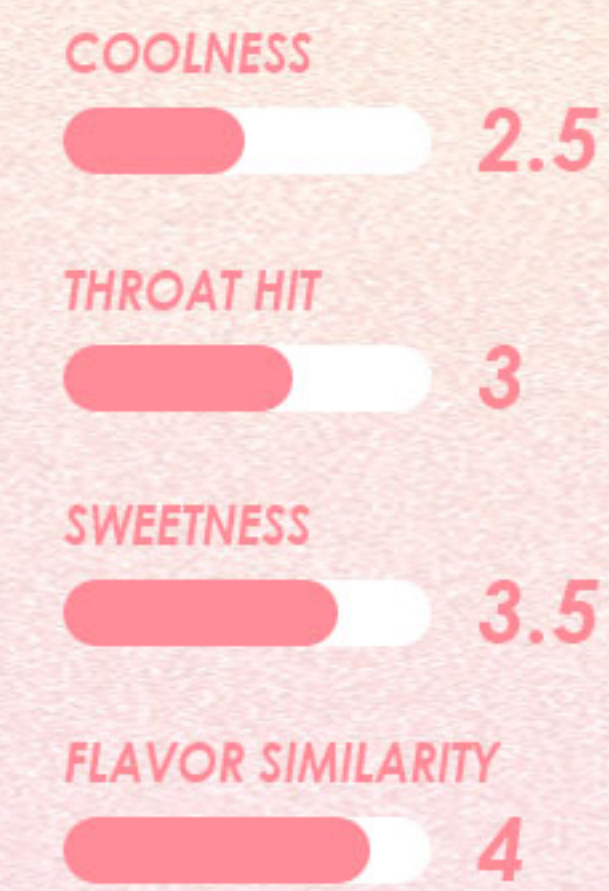 COOLNESS
2.5
THROAT HIT
3
SWEETNESS
3.5
FLAVOR SIMILARITY
4